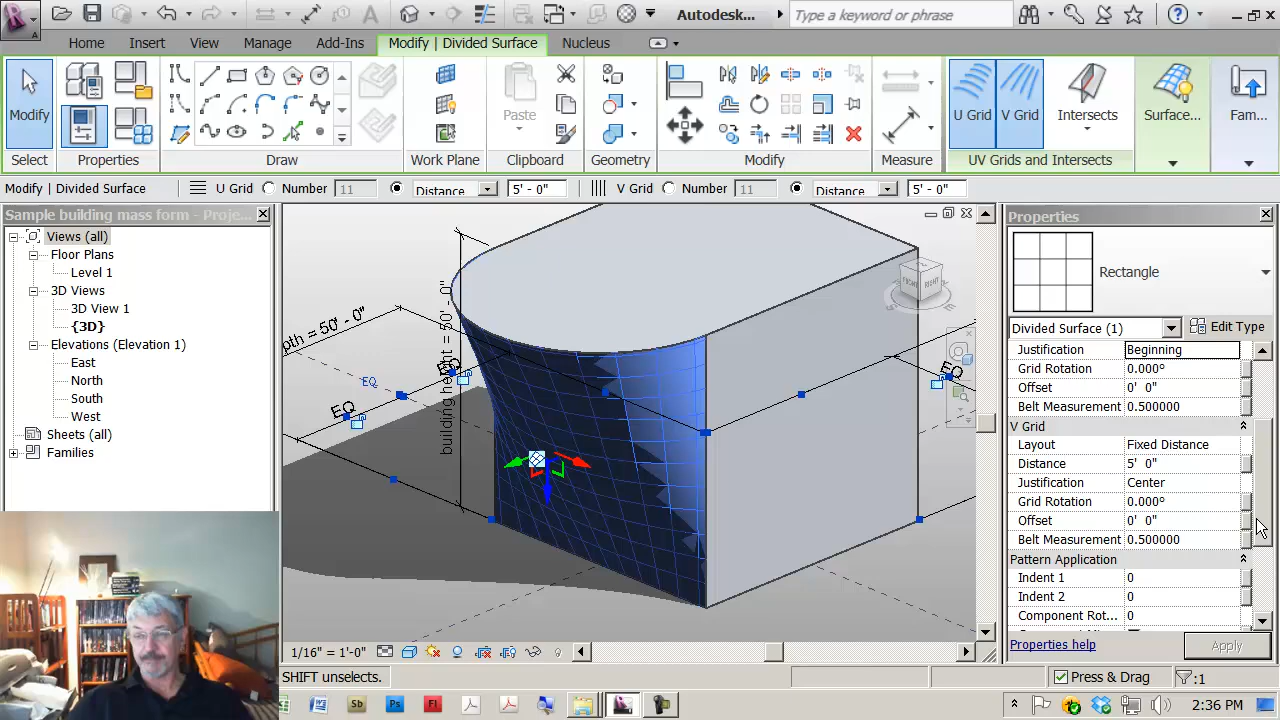 Autodesk...
Type a keyword or phrase
Home Insert View Manage Add-Ins Modify | Divided Surface Nucleus
Modify
Paste
U Grid V Grid Intersects Surface... Fam...
Select Properties Draw Work Plane Clipboard Geometry Modify Measure UV Grids and Intersects
Modify | Divided Surface U Grid Number 11 Distance 5' - 0" V Grid Number 11 Distance 5' - 0"
Sample building mass form - Proje...
Views (all)
Floor Plans
Level 1
3D Views
3D View 1
{3D}
Elevations (Elevation 1)
East
North
South
West
Sheets (all)
Families
pth = 50' - 0"
building height = 50' - 0"
EQ
EQ
EQ
FRONT RIGHT
Properties
Rectangle
Divided Surface (1) Edit Type
Justification Beginning
Grid Rotation 0.000°
Offset 0' 0"
Belt Measurement 0.500000
V Grid
Layout Fixed Distance
Distance 5' 0"
Justification Center
Grid Rotation 0.000°
Offset 0' 0"
Belt Measurement 0.500000
Pattern Application
Indent 1 0
Indent 2 0
Component Rot... 0
Properties help Apply
1/16" = 1'-0"
SHIFT unselects.
Press & Drag :1
Sb Ps Fl
2:36 PM